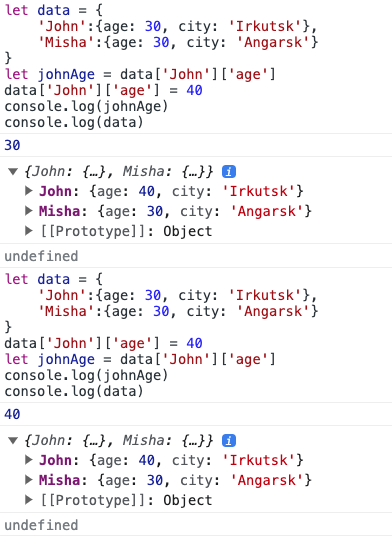 let data = {
    'John':{age: 30, city: 'Irkutsk'},
    'Misha':{age: 30, city: 'Angarsk'}
}
let johnAge = data['John']['age']
data['John']['age'] = 40
console.log(johnAge)
console.log(data)
30
▼ {John: {…}, Misha: {…}} i
▶ John: {age: 40, city: 'Irkutsk'}
▶ Misha: {age: 30, city: 'Angarsk'}
▶ [[Prototype]]: Object
undefined
let data = {
    'John':{age: 30, city: 'Irkutsk'},
    'Misha':{age: 30, city: 'Angarsk'}
}
data['John']['age'] = 40
let johnAge = data['John']['age']
console.log(johnAge)
console.log(data)
40
▼ {John: {…}, Misha: {…}} i
▶ John: {age: 40, city: 'Irkutsk'}
▶ Misha: {age: 30, city: 'Angarsk'}
▶ [[Prototype]]: Object
undefined